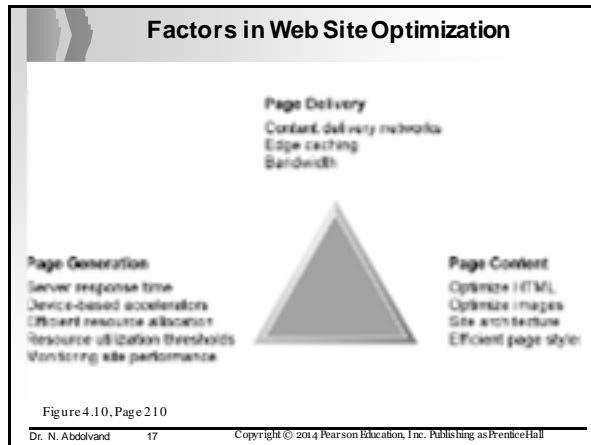 Factors in Web Site Optimization
Page Delivery
Content delivery networks
Edge caching
Bandwidth
Page Generation
Server response time
Device-based accelerators
Efficient resource allocation
Resource utilization thresholds
Monitoring site performance
Page Content
Optimize HTML
Optimize images
Site architecture
Efficient page styles
Figure 4.10, Page 210
Dr. N. Abdolvand 17 Copyright © 2014 Pearson Education, Inc. Publishing as Prentice Hall